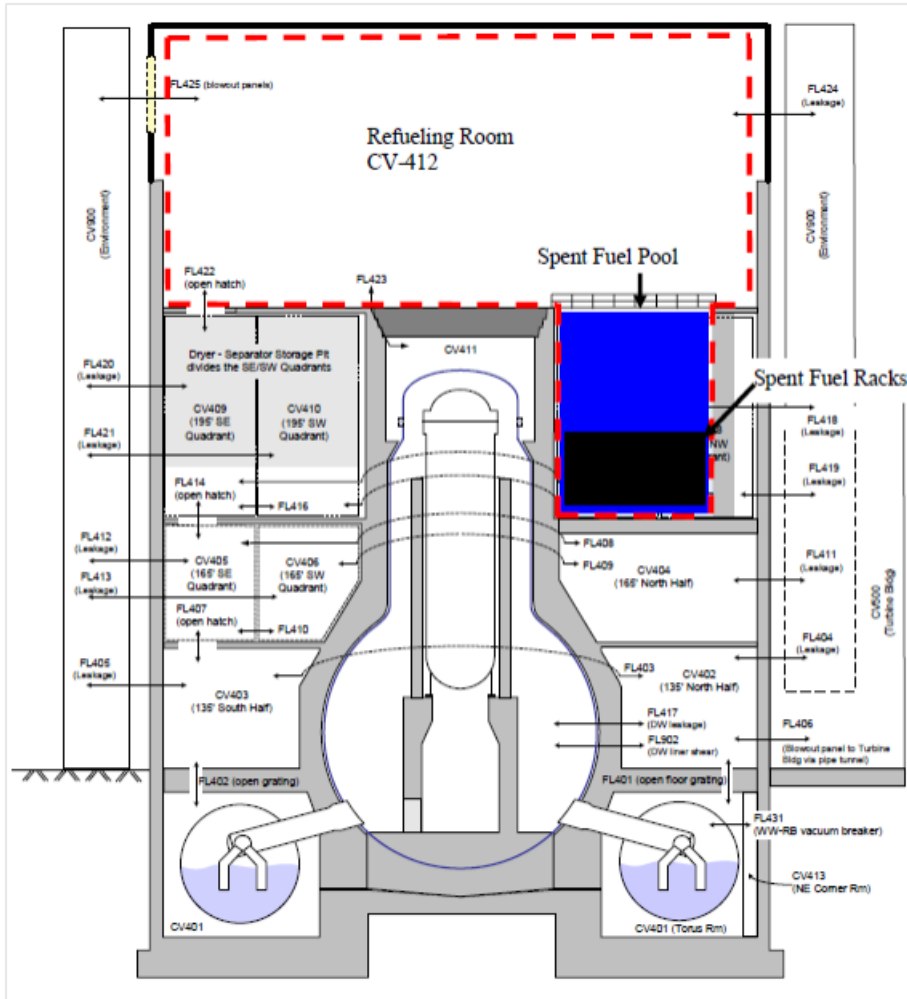 FL425 (blowout panels)
FL424
(Leakage)
Refueling Room
CV-412
CV900
(Environment)
CV900
(Environment)
Spent Fuel Pool
FL422
(open hatch)
FL423
CV411
Dryer - Separator Storage Pit
divides the SE/SW Quadrants
Spent Fuel Racks
FL420
(Leakage)
CV409
(195' SE
Quadrant)
CV410
(195' SW
Quadrant)
FL418
(Leakage)
NW
FL421
(Leakage)
FL414
(open hatch)
FL419
(Leakage)
FL416
FL412
(Leakage)
FL408
FL409
CV405
(165' SE
Quadrant)
CV406
(165' SW
Quadrant)
CV404
(165' North Half)
FL411
(Leakage)
FL413
(Leakage)
CV500
(Turbine Bldg)
FL407
(open hatch)
FL410
FL404
(Leakage)
FL405
(Leakage)
FL403
CV403
(135' South Half)
CV402
(135' North Half)
FL417
(DW leakage)
FL902
(DW liner shear)
FL406
(Blowout panel to Turbine
Bldg via pipe tunnel)
FL402 (open grating)
FL401 (open floor grating)
FL431
(WW-RB vacuum breaker)
CV413
(NE Corner Rm)
CV401
CV401 (Torus Rm)